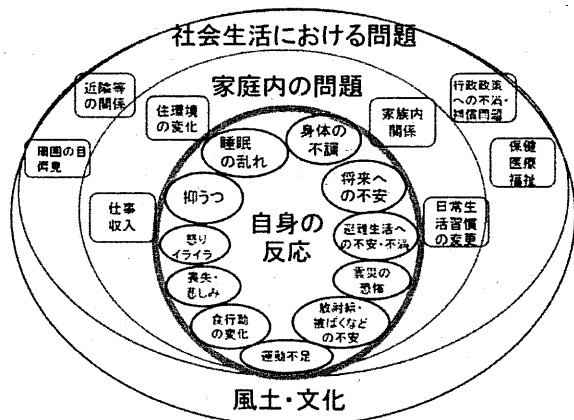 社会生活における問題
近隣等
の関係
家庭内の問題
行政政策
への不満・
補償問題
住環境
の変化
家族内
関係
周囲の目
偏見
保健
医療
福祉
睡眠
の乱れ
身体の
不調
仕事
収入
抑うつ
将来への
不安
日常生
活習慣
の変更
自身の
反応
怒り
イライラ
避難生活へ
の不安・不満
喪失・
悲しみ
震災の
恐怖
食行動
の変化
放射線・
被ばくなど
の不安
運動不足
風土・文化